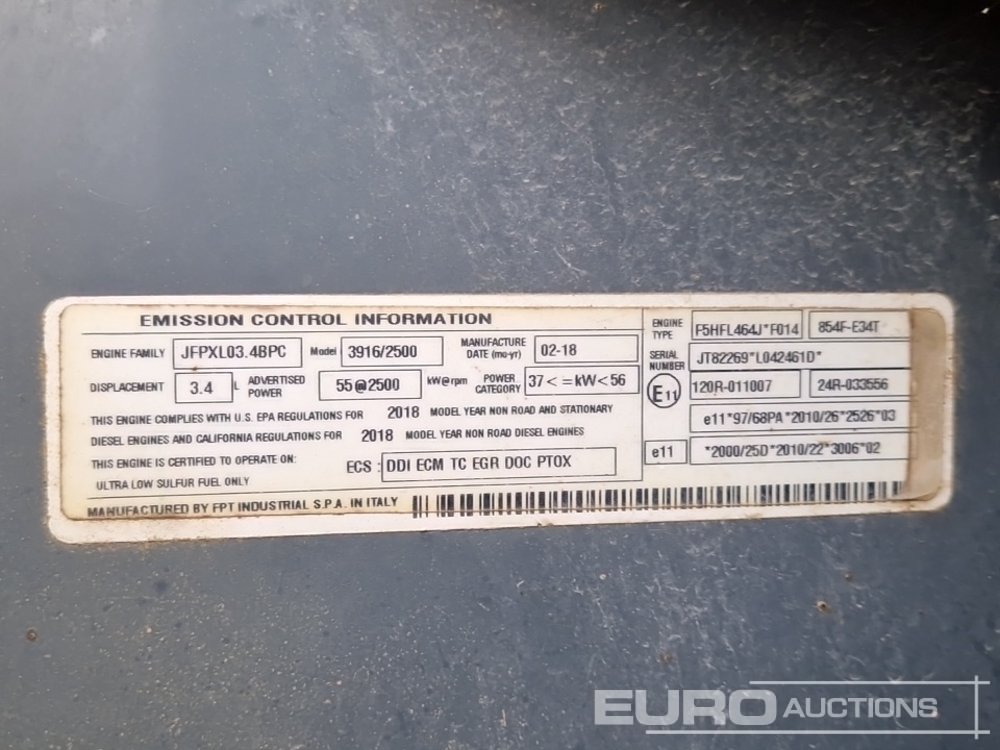 EMISSION CONTROL INFORMATION
ENGINE FAMILY JFPXL03.4BPC Model 3916/2500 MANUFACTURE DATE (mo-yr) 02-18
DISPLACEMENT 3.4 L ADVERTISED POWER 55@2500 kW@rpm POWER CATEGORY 37<=kW<56
THIS ENGINE COMPLIES WITH U.S. EPA REGULATIONS FOR 2018 MODEL YEAR NON ROAD AND STATIONARY
DIESEL ENGINES AND CALIFORNIA REGULATIONS FOR 2018 MODEL YEAR NON ROAD DIESEL ENGINES
THIS ENGINE IS CERTIFIED TO OPERATE ON:
ULTRA LOW SULFUR FUEL ONLY
ECS : DDI ECM TC EGR DOC PTOX
MANUFACTURED BY FPT INDUSTRIAL S.P.A. IN ITALY
ENGINE TYPE F5HFL464J*F014 854F-E34T
SERIAL NUMBER JT82269*L042461D*
E11 120R-011007 24R-033556
e11*97/68PA*2010/26*2526*03
e11 *2000/25D*2010/22*3006*02
EURO AUCTIONS